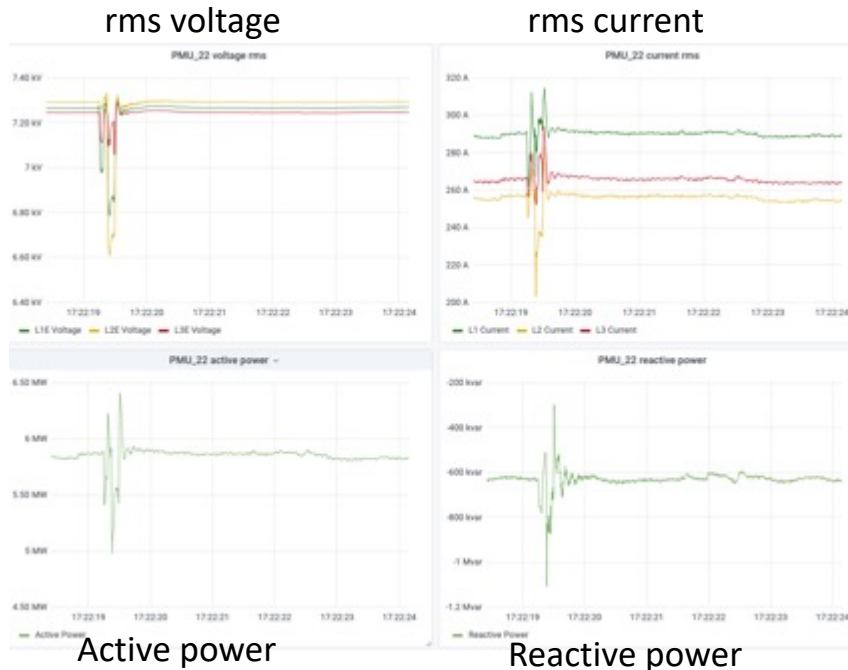 rms voltage
rms current
PMU_22 voltage rms
7.40 kV
7.20 kV
7 kV
6.80 kV
6.60 kV
6.40 kV
17:22:19 17:22:20 17:22:21 17:22:22 17:22:23 17:22:24
L1E Voltage L2E Voltage L3E Voltage
PMU_22 current rms
320 A
300 A
280 A
260 A
240 A
220 A
200 A
17:22:19 17:22:20 17:22:21 17:22:22 17:22:23 17:22:24
L1 Current L2 Current L3 Current
PMU_22 active power
6.50 MW
6 MW
5.50 MW
5 MW
4.50 MW
17:22:19 17:22:20 17:22:21 17:22:22 17:22:23 17:22:24
Active Power
PMU_22 reactive power
-200 kvar
-400 kvar
-600 kvar
-800 kvar
-1 Mvar
-1.2 Mvar
17:22:19 17:22:20 17:22:21 17:22:22 17:22:23 17:22:24
Reactive Power
Active power
Reactive power